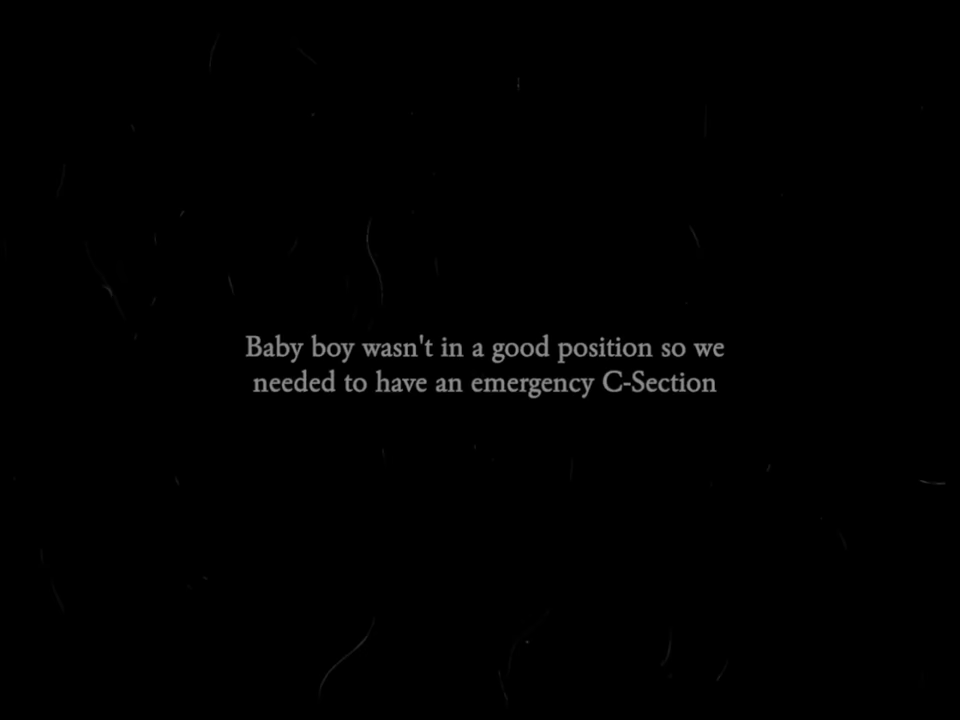 Baby boy wasn't in a good position so we
needed to have an emergency C-Section